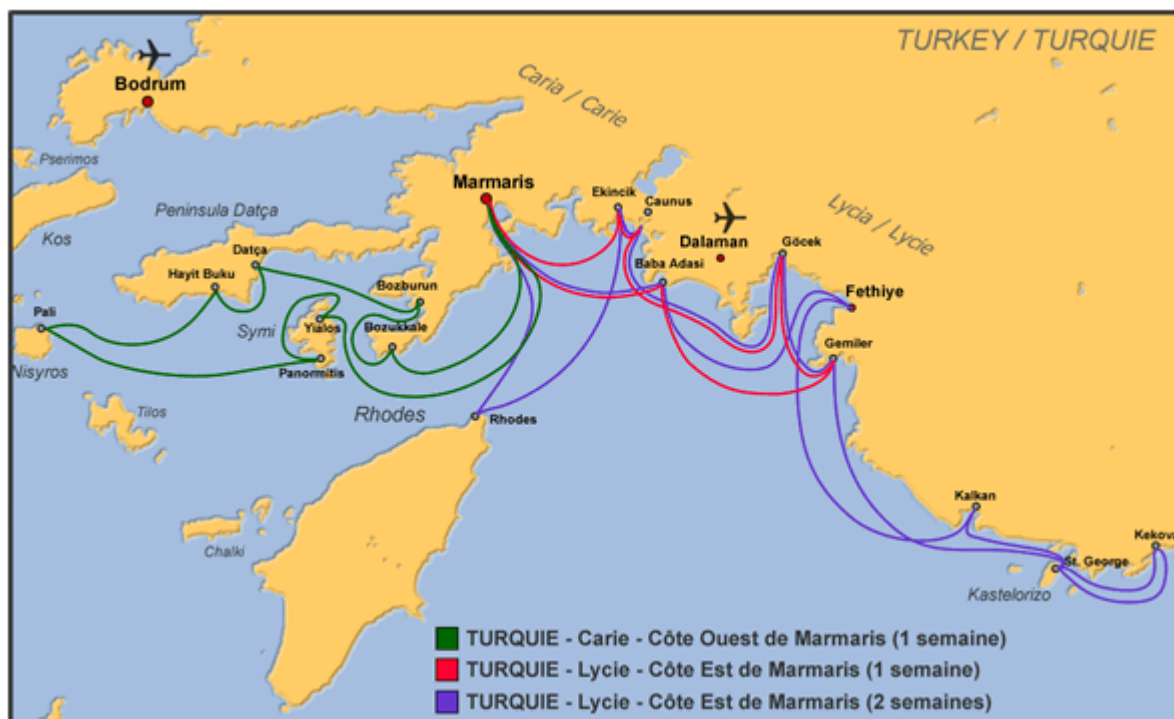 TURKEY / TURQUIE
Bodrum
Caria / Carie
Pserimos
Marmaris
Ekincik
Caunus
Peninsula Datça
Lycia / Lycie
Kos
Datça
Dalaman
Göcek
Hayit Buku
Baba Adasi
Bozburun
Fethiye
Pali
Symi
Yialos
Bozukkale
Gemiler
Nisyros
Panormitis
Rhodes
Tilos
Rhodes
Kalkan
Chalki
Kekova
St. George
Kastelorizo
TURQUIE - Carie - Côte Ouest de Marmaris (1 semaine)
TURQUIE - Lycie - Côte Est de Marmaris (1 semaine)
TURQUIE - Lycie - Côte Est de Marmaris (2 semaines)